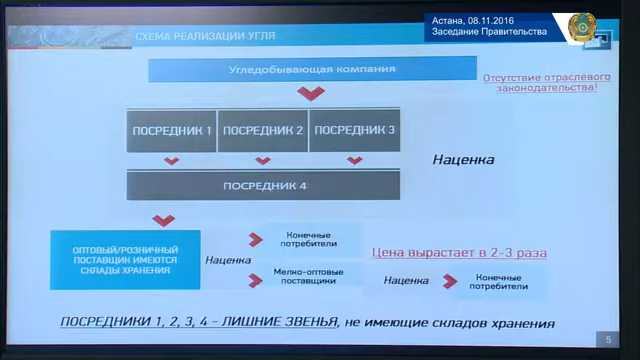 Астана, 08.11.2016
Заседание Правительства
СХЕМА РЕАЛИЗАЦИИ УГЛЯ
Угледобывающая компания
Отсутствие отраслевого
законодательства!
ПОСРЕДНИК 1
ПОСРЕДНИК 2
ПОСРЕДНИК 3
Наценка
ПОСРЕДНИК 4
ОПТОВЫЙ/РОЗНИЧНЫЙ
ПОСТАВЩИК ИМЕЮТСЯ
СКЛАДЫ ХРАНЕНИЯ
Наценка
Конечные
потребители
Мелко-оптовые
поставщики
Цена вырастает в 2-3 раза
Наценка
Конечные
потребители
ПОСРЕДНИКИ 1, 2, 3, 4 – ЛИШНИЕ ЗВЕНЬЯ, не имеющие складов хранения
5